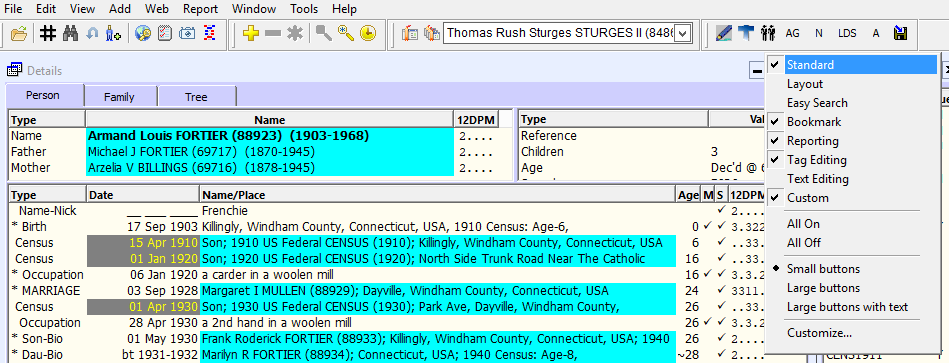 File Edit View Add Web Report Window Tools Help
Thomas Rush Sturges STURGES II (848
AG N LDS A
Details
Person Family Tree
Type Name 12DPM
Name Armand Louis FORTIER (88923) (1903-1968) 2....
Father Michael J FORTIER (69717) (1870-1945) 2....
Mother Arzelia V BILLINGS (69716) (1878-1945) 2....
Type Val
Reference
Children 3
Age Dec'd @ 6
Type Date Name/Place Age M S 12DPM
Name-Nick __ ___ ____ Frenchie 2....
* Birth 17 Sep 1903 Killingly, Windham County, Connecticut, USA, 1910 Census: Age-6, 0 3.322
Census 15 Apr 1910 Son; 1910 US Federal CENSUS (1910); Killingly, Windham County, Connecticut, USA 6 ..33.
Census 01 Jan 1920 Son; 1920 US Federal CENSUS (1920); North Side Trunk Road Near The Catholic 16 ..33.
* Occupation 06 Jan 1920 a carder in a woolen mill 16 3.3.2
* MARRIAGE 03 Sep 1928 Margaret I MULLEN (88929); Dayville, Windham County, Connecticut, USA 24 3311.
Census 01 Apr 1930 Son; 1930 US Federal CENSUS (1930); Park Ave, Dayville, Windham County, 26 ..33.
Occupation 28 Apr 1930 a 2nd hand in a woolen mill 26 3.3.2
* Son-Bio 01 May 1930 Frank Roderick FORTIER (88933); Killingly, Windham County, Connecticut, USA; 1940 26
* Dau-Bio bt 1931-1932 Marilyn R FORTIER (88934); Connecticut, USA; 1940 Census: Age-8, ~28
Standard
Layout
Easy Search
Bookmark
Reporting
Tag Editing
Text Editing
Custom
All On
All Off
Small buttons
Large buttons
Large buttons with text
Customize...